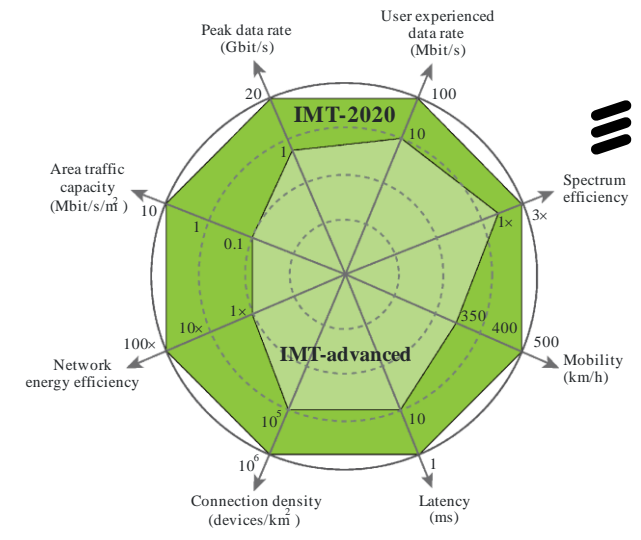 User experienced
data rate
(Mbit/s)
Peak data rate
(Gbit/s)
20
100
IMT-2020
10
1
Area traffic
capacity
(Mbit/s/m²)
Spectrum
efficiency
10
1
0.1
1×
3×
1×
10×
100×
350
400
500
Network
energy efficiency
IMT-advanced
Mobility
(km/h)
10⁵
10
10⁶
1
Connection density
(devices/km²)
Latency
(ms)